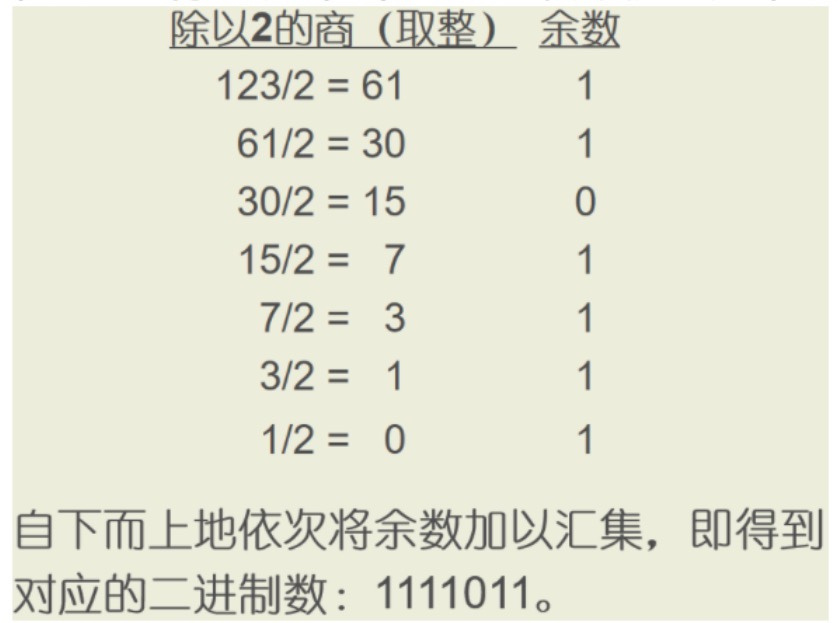 除以2的商（取整） 余数
123/2 = 61 1
61/2 = 30 1
30/2 = 15 0
15/2 = 7 1
7/2 = 3 1
3/2 = 1 1
1/2 = 0 1
自下而上地依次将余数加以汇集，即得到
对应的二进制数：1111011。